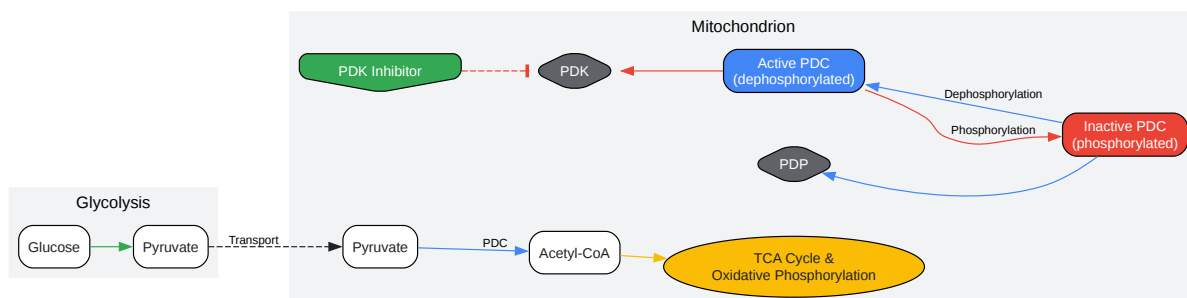 Mitochondrion
PDK Inhibitor
PDK
Active PDC
(dephosphorylated)
Dephosphorylation
Phosphorylation
Inactive PDC
(phosphorylated)
PDP
Glycolysis
Glucose
Pyruvate
Transport
Pyruvate
PDC
Acetyl-CoA
TCA Cycle &
Oxidative Phosphorylation